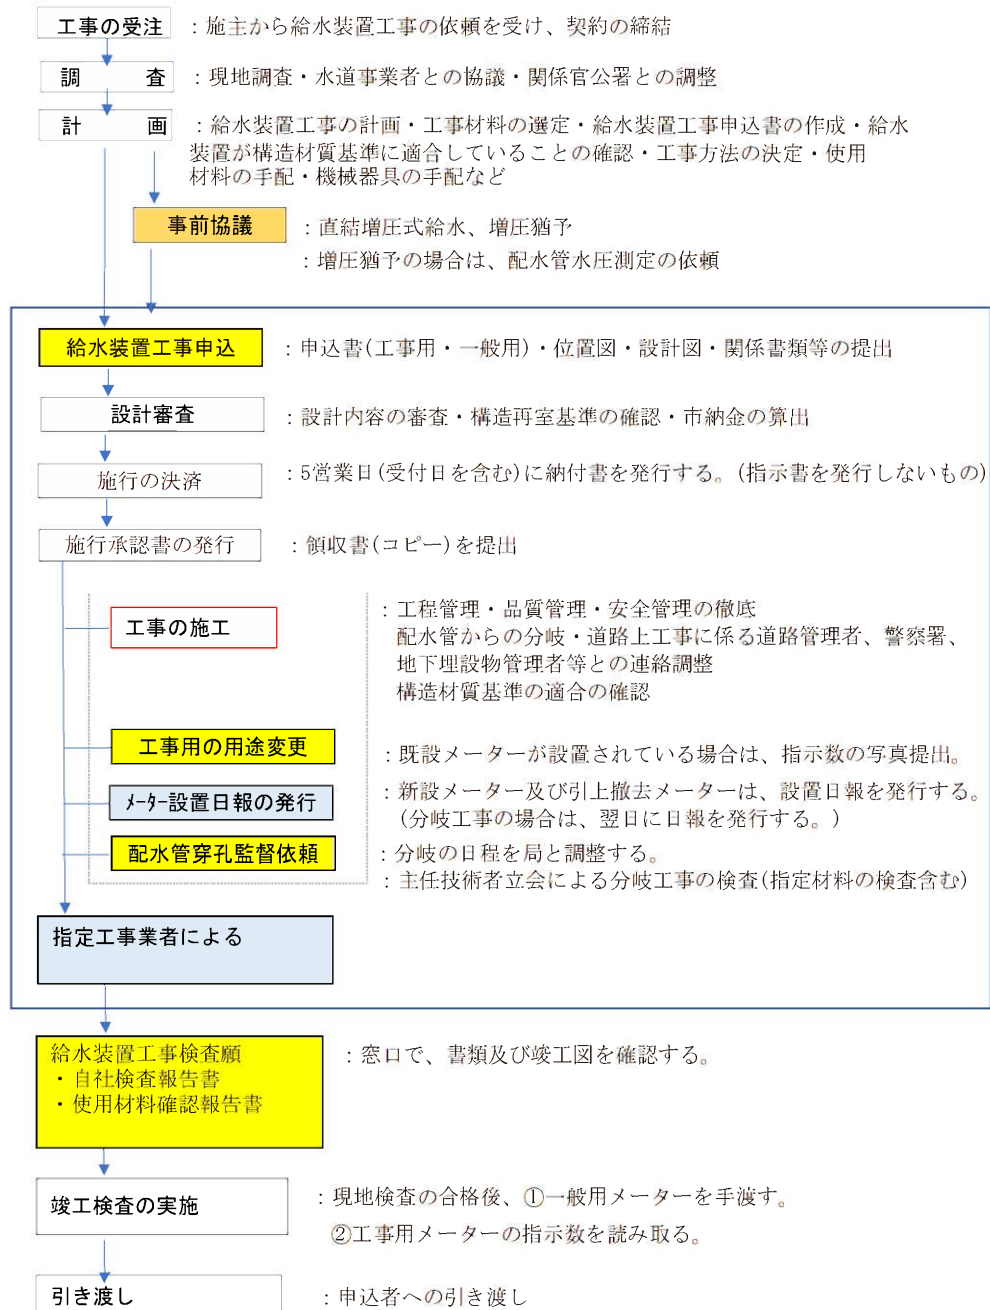 工事の受注 ：施主から給水装置工事の依頼を受け、契約の締結
調　　査 ：現地調査・水道事業者との協議・関係官公署との調整
計　　画 ：給水装置工事の計画・工事材料の選定・給水装置工事申込書の作成・給水
装置が構造材質基準に適合していることの確認・工事方法の決定・使用
材料の手配・機械器具の手配など
事前協議 ：直結増圧式給水、増圧猶予
：増圧猶予の場合は、配水管水圧測定の依頼
給水装置工事申込 ：申込書(工事用・一般用)・位置図・設計図・関係書類等の提出
設計審査 ：設計内容の審査・構造再室基準の確認・市納金の算出
施行の決済 ：5営業日(受付日を含む)に納付書を発行する。(指示書を発行しないもの)
施行承認書の発行 ：領収書(コピー)を提出
工事の施工 ：工程管理・品質管理・安全管理の徹底
配水管からの分岐・道路上工事に係る道路管理者、警察署、
地下埋設物管理者等との連絡調整
構造材質基準の適合の確認
工事用の用途変更 ：既設メーターが設置されている場合は、指示数の写真提出。
ﾒｰﾀｰ設置日報の発行 ：新設メーター及び引上撤去メーターは、設置日報を発行する。
(分岐工事の場合は、翌日に日報を発行する。)
配水管穿孔監督依頼 ：分岐の日程を局と調整する。
：主任技術者立会による分岐工事の検査(指定材料の検査含む)
指定工事業者による
給水装置工事検査願 ：窓口で、書類及び竣工図を確認する。
・自社検査報告書
・使用材料確認報告書
竣工検査の実施 ：現地検査の合格後、①一般用メーターを手渡す。
②工事用メーターの指示数を読み取る。
引き渡し ：申込者への引き渡し